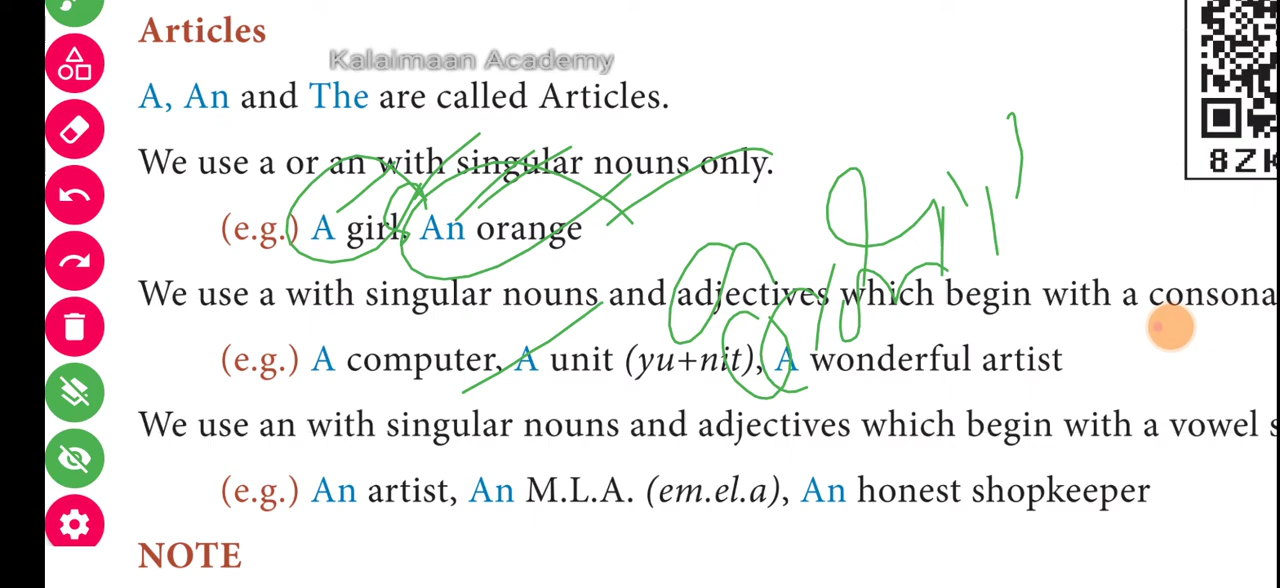 Articles
Kalaimaan Academy
A, An and The are called Articles.
We use a or an with singular nouns only.
(e.g.) A girl, An orange
We use a with singular nouns and adjectives which begin with a consona
(e.g.) A computer, A unit (yu+nit), A wonderful artist
We use an with singular nouns and adjectives which begin with a vowel s
(e.g.) An artist, An M.L.A. (em.el.a), An honest shopkeeper
NOTE